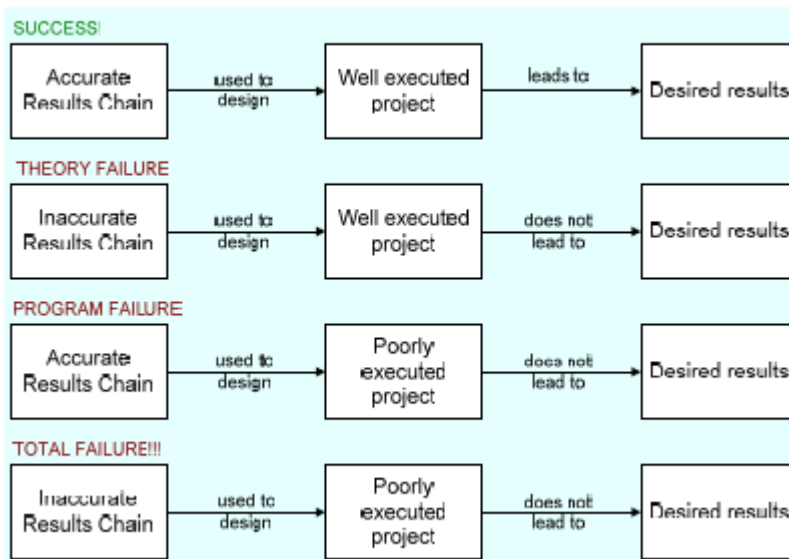 SUCCESS!
Accurate
Results Chain
used to
design
Well executed
project
leads to
Desired results
THEORY FAILURE
Inaccurate
Results Chain
used to
design
Well executed
project
does not
lead to
Desired results
PROGRAM FAILURE
Accurate
Results Chain
used to
design
Poorly
executed
project
does not
lead to
Desired results
TOTAL FAILURE!!!
Inaccurate
Results Chain
used to
design
Poorly
executed
project
does not
lead to
Desired results